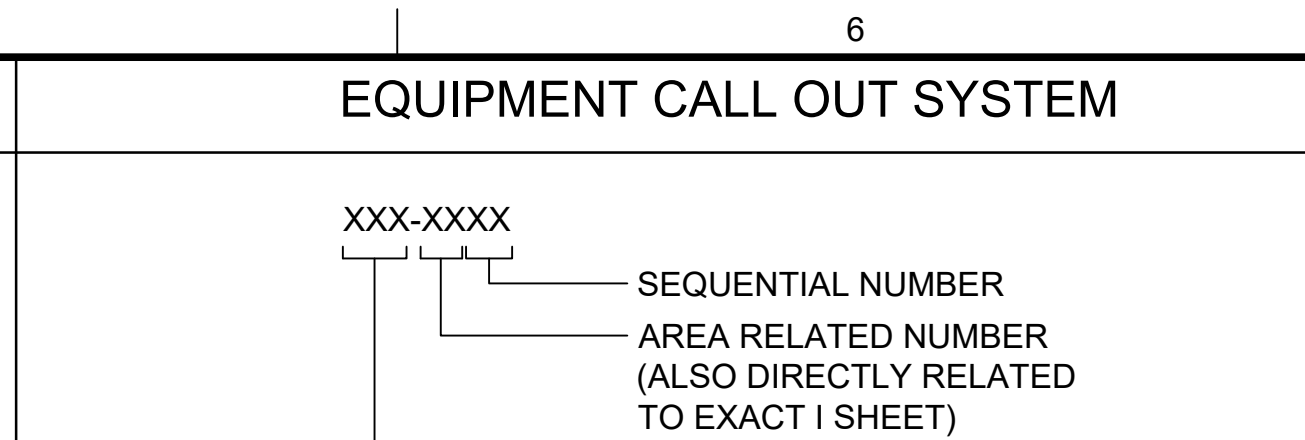 6
EQUIPMENT CALL OUT SYSTEM
XXX-XXXX
SEQUENTIAL NUMBER
AREA RELATED NUMBER
(ALSO DIRECTLY RELATED
TO EXACT I SHEET)